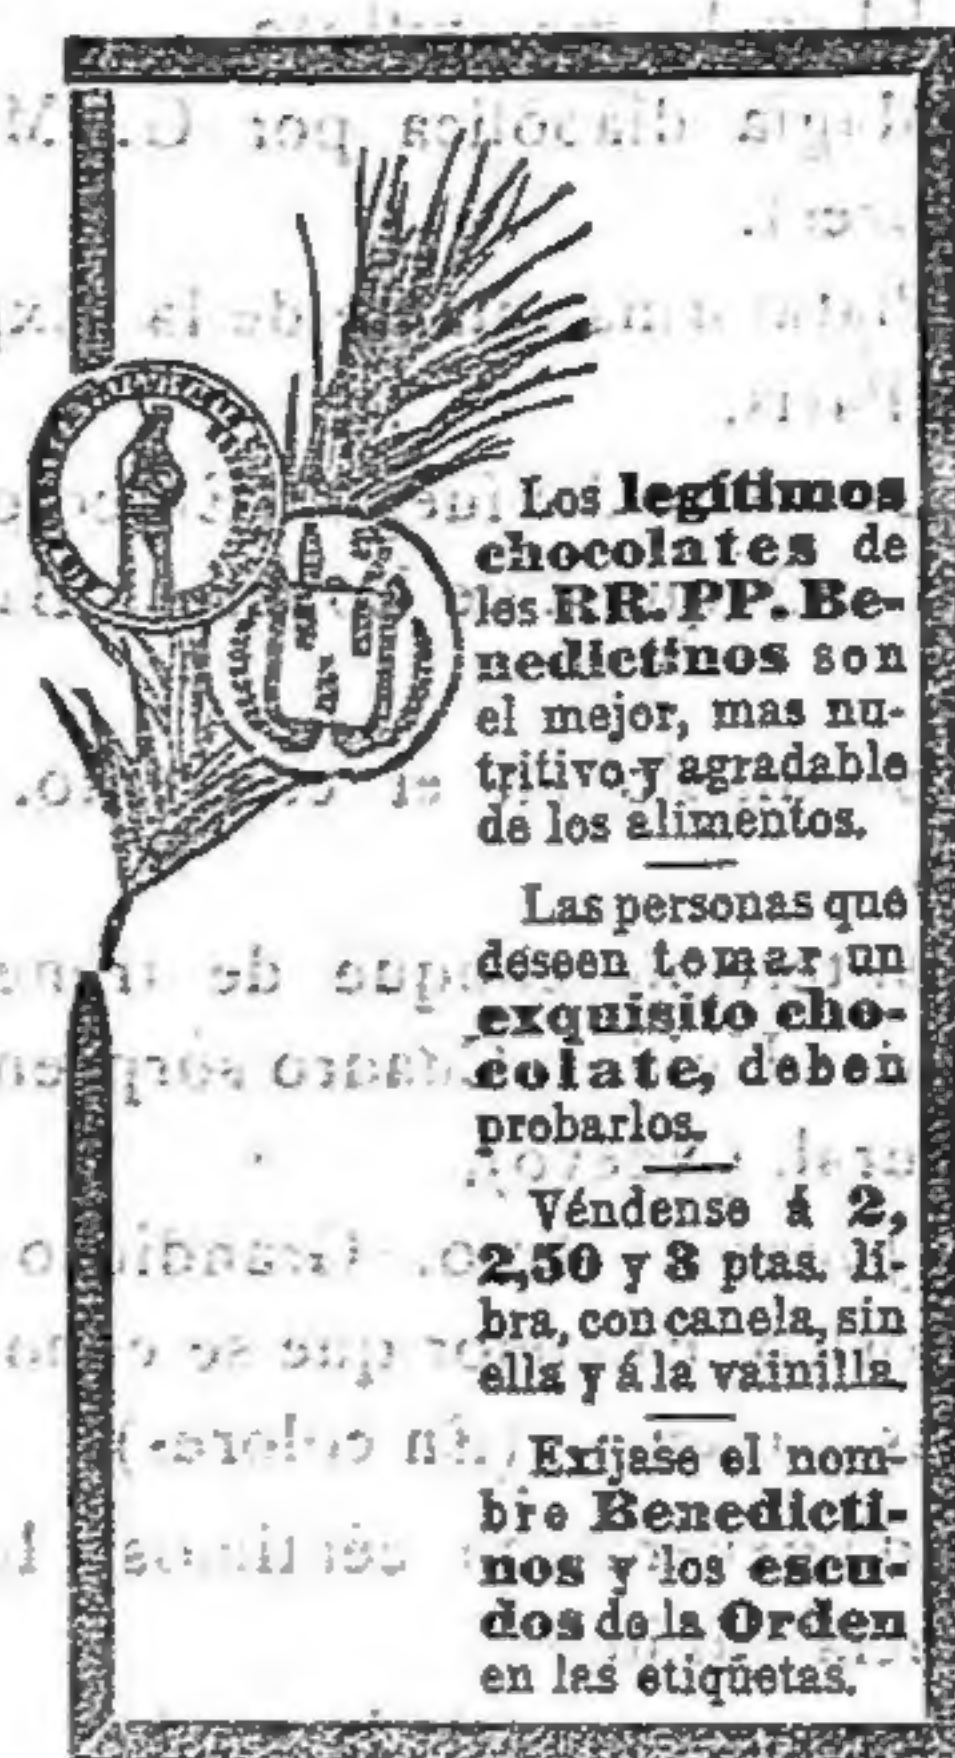 Los legítimos
chocolates de
los RR. PP. Be-
nedictinos son
el mejor, mas nu-
tritivo y agradable
de los alimentos.
Las personas que
deseen tomar un
exquisito cho-
colate, deben
probarlos.
Véndense á 2,
2,50 y 3 ptas. li-
bra, con canela, sin
ella y á la vainilla.
Exíjase el nom-
bre Benedicti-
nos y los escu-
dos de la Orden
en las etiquetas.